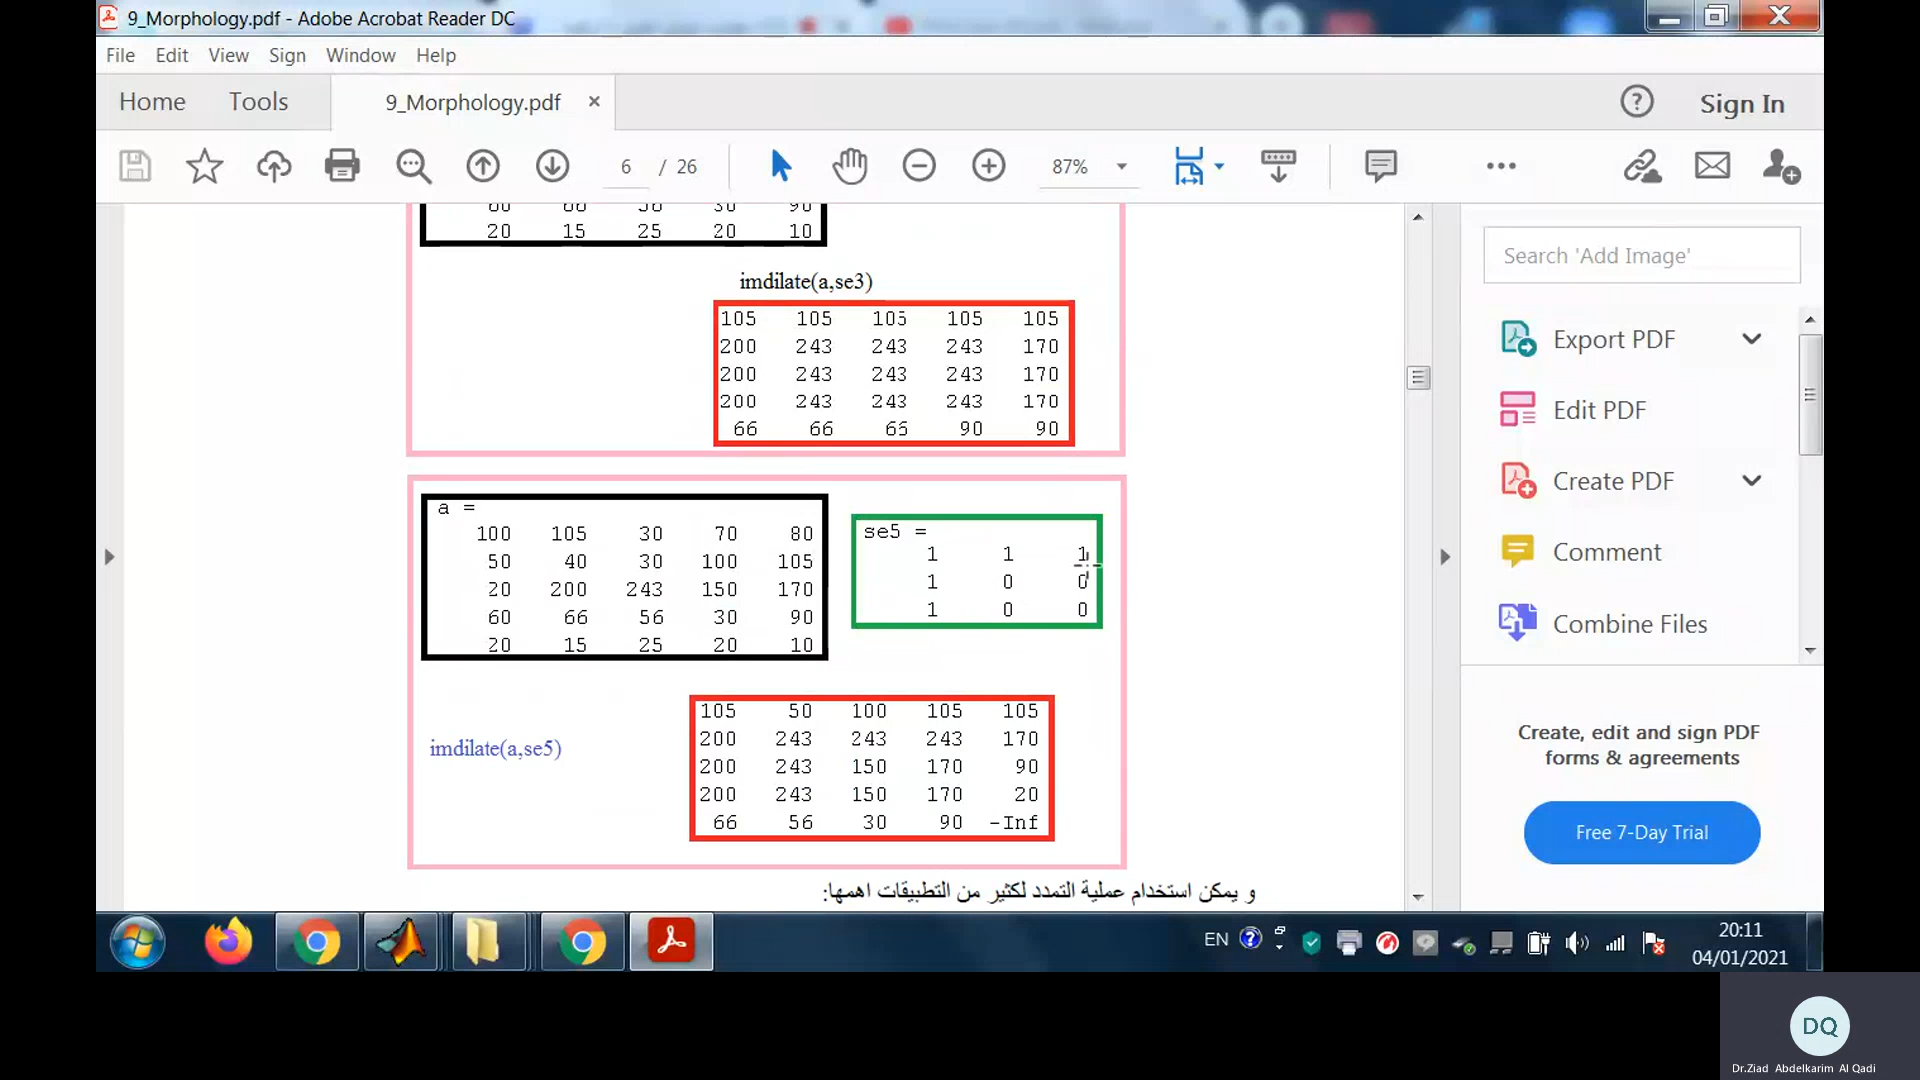 9_Morphology.pdf - Adobe Acrobat Reader DC
File Edit View Sign Window Help
Home Tools 9_Morphology.pdf × Sign In
6 / 26 87%
20 15 25 20 10
imdilate(a,se3)
105 105 105 105 105
200 243 243 243 170
200 243 243 243 170
200 243 243 243 170
66 66 65 90 90
a =
100 105 30 70 80
50 40 30 100 105
20 200 243 150 170
60 66 56 30 90
20 15 25 20 10
se5 =
1 1 1
1 0 0
1 0 0
imdilate(a,se5)
105 50 100 105 105
200 243 243 243 170
200 243 150 170 90
200 243 150 170 20
66 56 30 90 -Inf
و يمكن استخدام عملية التمدد لكثير من التطبيقات اهمها:
Search 'Add Image'
Export PDF
Edit PDF
Create PDF
Comment
Combine Files
Create, edit and sign PDF
forms & agreements
Free 7-Day Trial
EN
20:11
04/01/2021
DQ
Dr.Ziad Abdelkarim Al Qadi